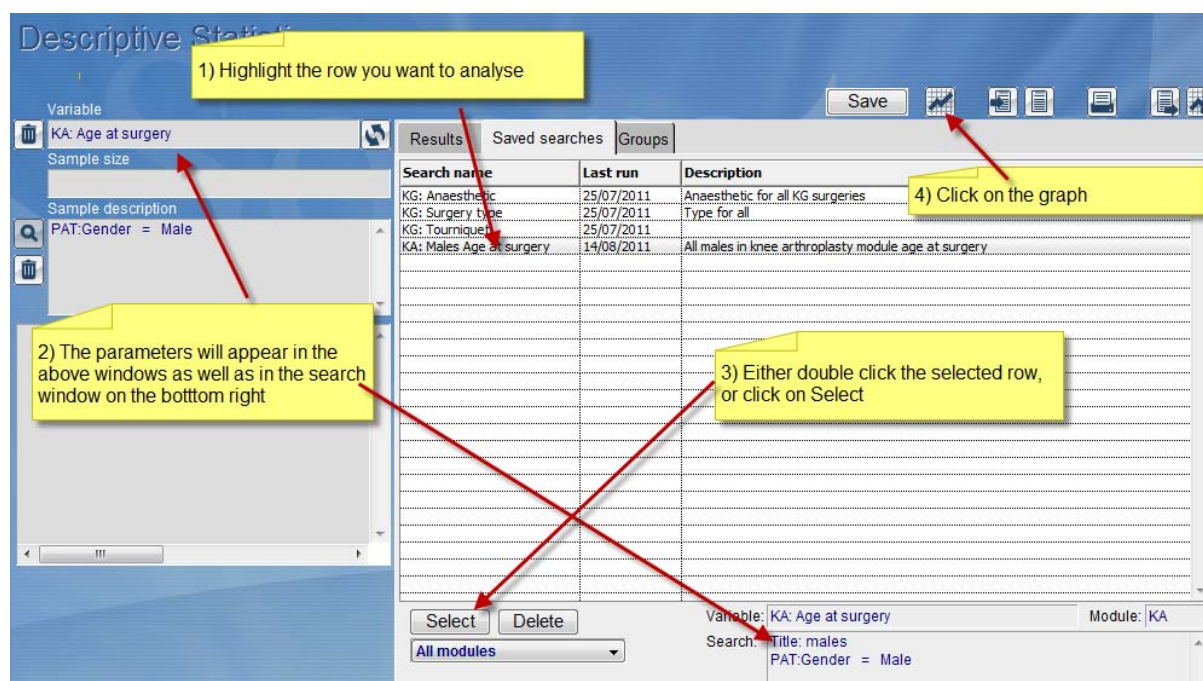 Descriptive Statisti
1) Highlight the row you want to analyse
Save
Variable
KA: Age at surgery
Sample size
Sample description
PAT:Gender = Male
Results Saved searches Groups
Search name Last run Description
KG: Anaesthetic 25/07/2011 Anaesthetic for all KG surgeries
KG: Surgery type 25/07/2011 Type for all
KG: Tourniquet 25/07/2011
KA: Males Age at surgery 14/08/2011 All males in knee arthroplasty module age at surgery
4) Click on the graph
2) The parameters will appear in the
above windows as well as in the search
window on the botttom right
3) Either double click the selected row,
or click on Select
Select Delete
All modules
Variable: KA: Age at surgery Module: KA
Search: Title: males
PAT:Gender = Male